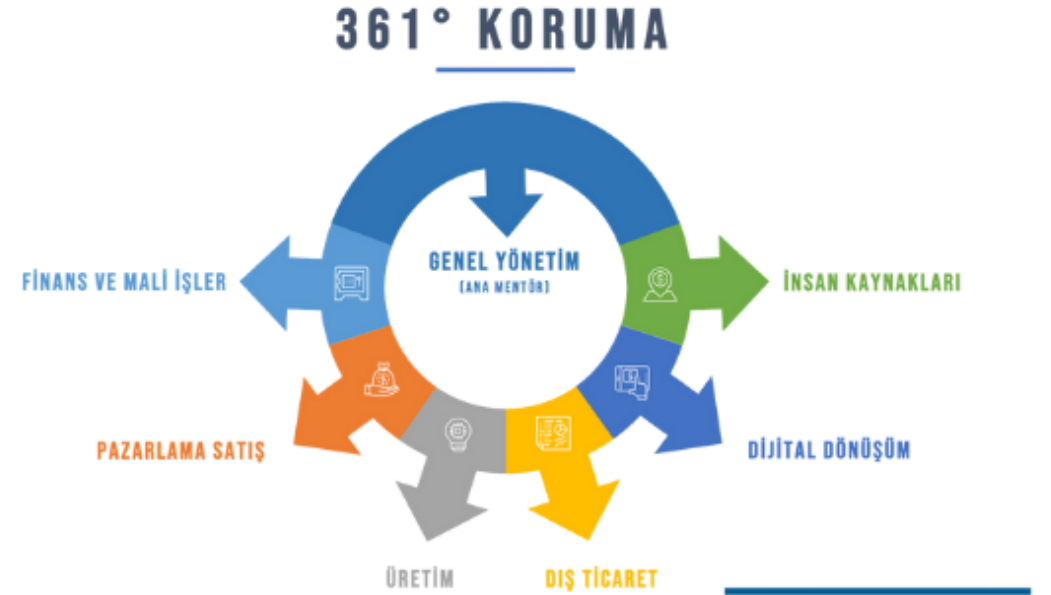 361° KORUMA
GENEL YÖNETİM
(ANA MENTÖR)
FİNANS VE MALİ İŞLER
İNSAN KAYNAKLARI
PAZARLAMA SATIŞ
DİJİTAL DÖNÜŞÜM
ÜRETİM
DIŞ TİCARET